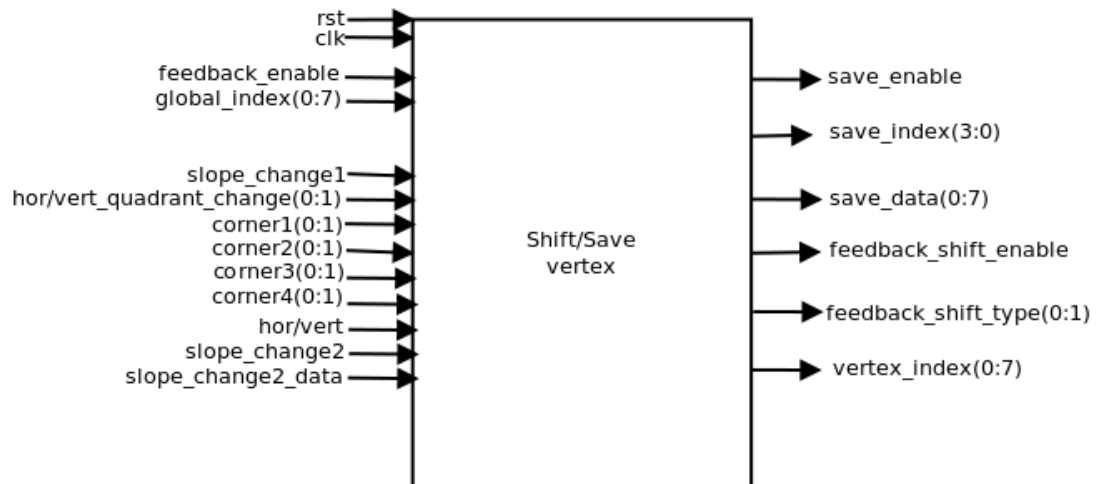 rst
clk
feedback_enable
global_index(0:7)
slope_change1
hor/vert_quadrant_change(0:1)
corner1(0:1)
corner2(0:1)
corner3(0:1)
corner4(0:1)
hor/vert
slope_change2
slope_change2_data
Shift/Save
vertex
save_enable
save_index(3:0)
save_data(0:7)
feedback_shift_enable
feedback_shift_type(0:1)
vertex_index(0:7)